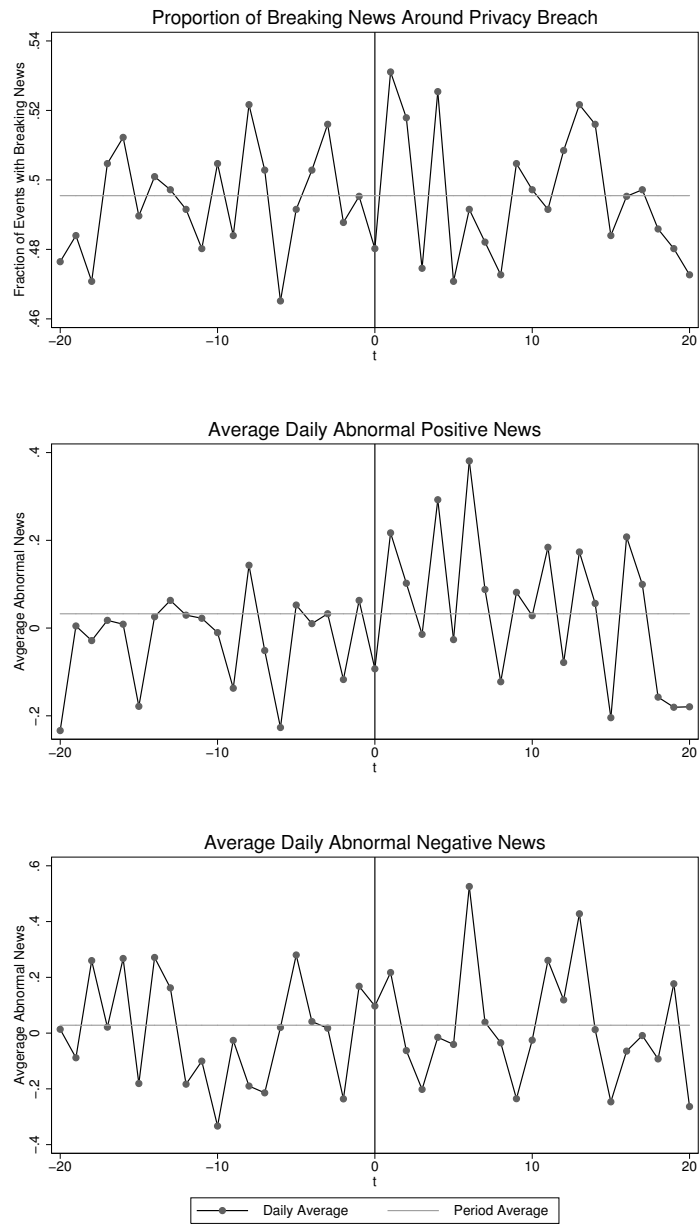 Proportion of Breaking News Around Privacy Breach
Fraction of Events with Breaking News
.54
.52
.5
.48
.46
−20 −10 0 10 20
t
Average Daily Abnormal Positive News
Avgerage Abnormal News
.4
.2
0
−.2
−20 −10 0 10 20
t
Average Daily Abnormal Negative News
Avgerage Abnormal News
.6
.4
.2
0
−.2
−.4
−20 −10 0 10 20
t
Daily Average Period Average